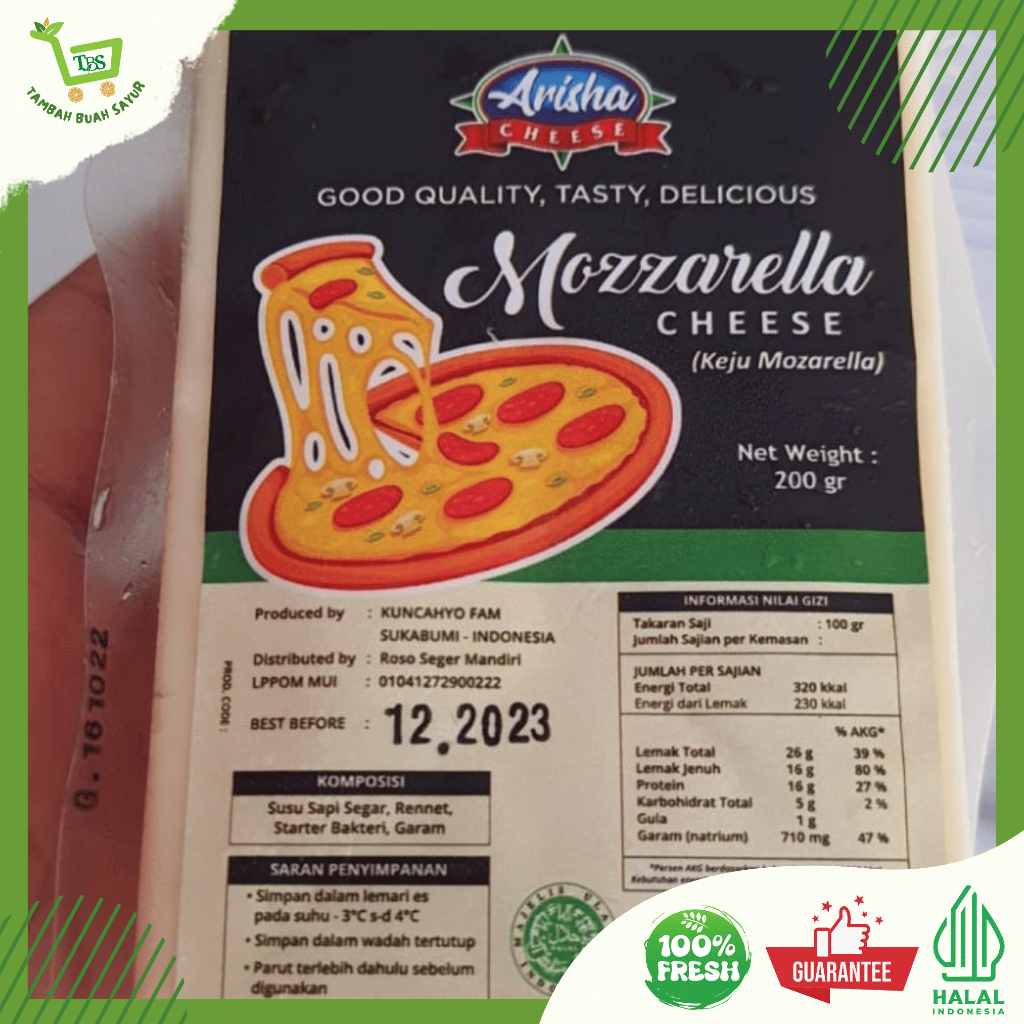 TBS
TAMBAH BUAH SAYUR
Arisha
CHEESE
GOOD QUALITY, TASTY, DELICIOUS
Mozzarella
CHEESE
(Keju Mozarella)
Net Weight :
200 gr
Produced by : KUNCAHYO FAM
SUKABUMI - INDONESIA
Distributed by : Roso Seger Mandiri
LPPOM MUI : 01041272900222
PROD. CODE :
G. 161022
BEST BEFORE : 12.2023
KOMPOSISI
Susu Sapi Segar, Rennet,
Starter Bakteri, Garam
SARAN PENYIMPANAN
• Simpan dalam lemari es
pada suhu - 3°C s-d 4°C
• Simpan dalam wadah tertutup
• Parut terlebih dahulu sebelum
digunakan
INFORMASI NILAI GIZI
Takaran Saji : 100 gr
Jumlah Sajian per Kemasan :
JUMLAH PER SAJIAN
Energi Total 320 kkal
Energi dari Lemak 230 kkal
% AKG*
Lemak Total 26 g 39 %
Lemak Jenuh 16 g 80 %
Protein 16 g 27 %
Karbohidrat Total 5 g 2 %
Gula 1 g
Garam (natrium) 710 mg 47 %
*Persen AKG
Kebutuhan
MAJELIS ULA
100%
FRESH
GUARANTEE
HALAL
INDONESIA